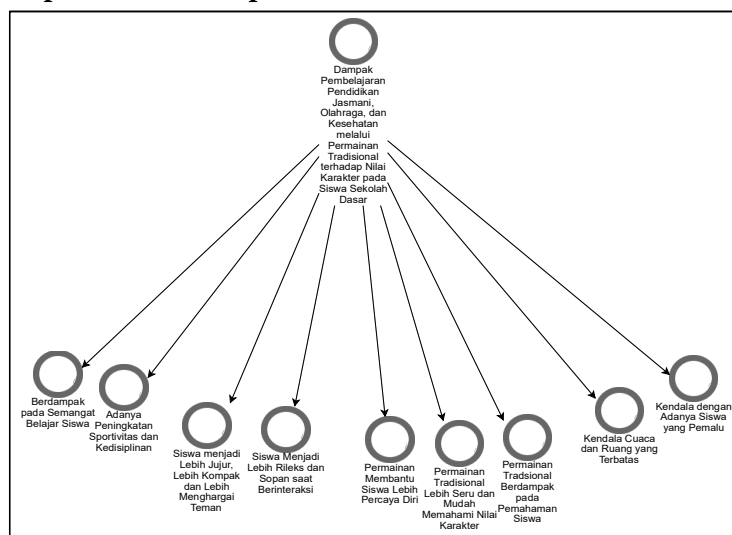 Dampak
Pembelajaran
Pendidikan
Jasmani,
Olahraga, dan
Kesehatan
melalui
Permainan
Tradisional
terhadap Nilai
Karakter pada
Siswa Sekolah
Dasar
Berdampak
pada Semangat
Belajar Siswa
Adanya
Peningkatan
Sportivitas dan
Kedisiplinan
Siswa menjadi
Lebih Jujur,
Lebih Kompak
dan Lebih
Menghargai
Teman
Siswa Menjadi
Lebih Rileks dan
Sopan saat
Berinteraksi
Permainan
Membantu
Siswa Lebih
Percaya Diri
Permainan
Tradisional
Lebih Seru dan
Mudah
Memahami Nilai
Karakter
Permainan
Tradsional
Berdampak
pada
Pemahaman
Siswa
Kendala Cuaca
dan Ruang yang
Terbatas
Kendala dengan
Adanya Siswa
yang Pemalu